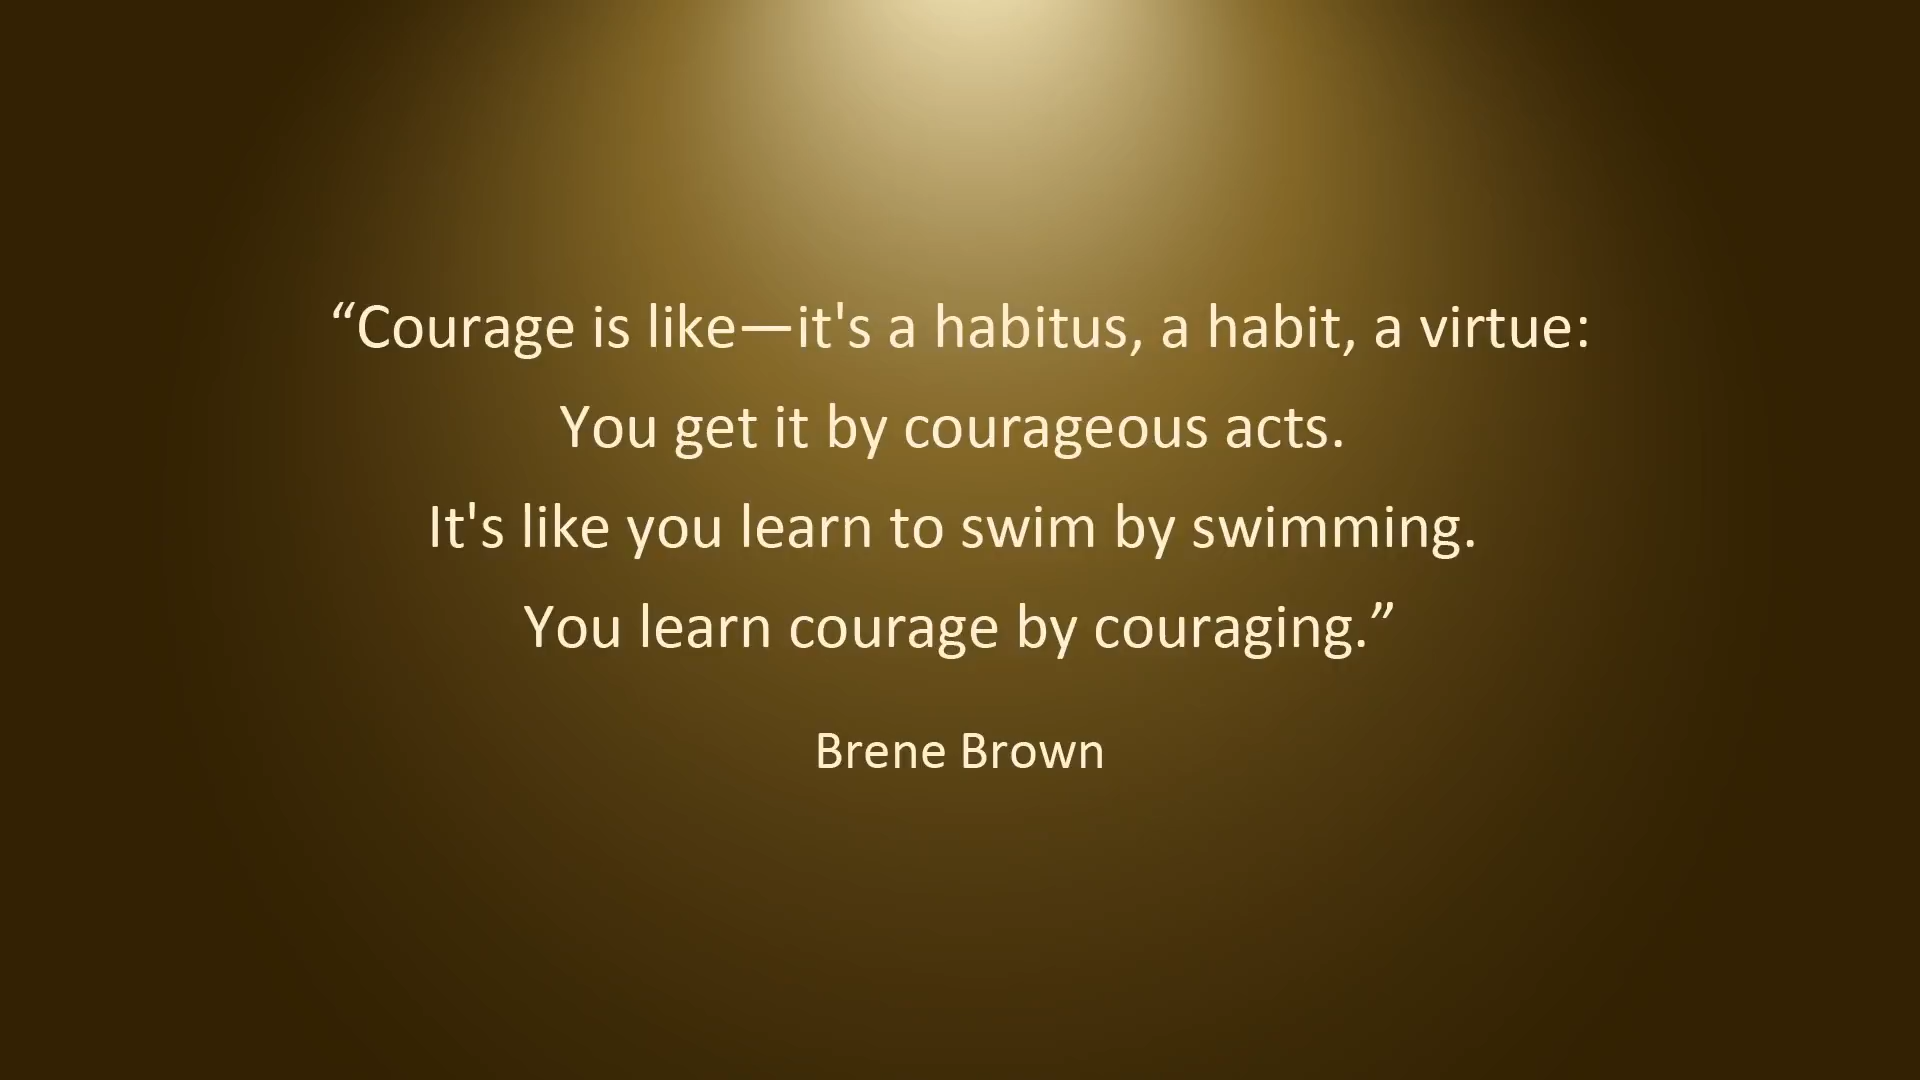 “Courage is like—it's a habitus, a habit, a virtue:
You get it by courageous acts.
It's like you learn to swim by swimming.
You learn courage by couraging.”
Brene Brown